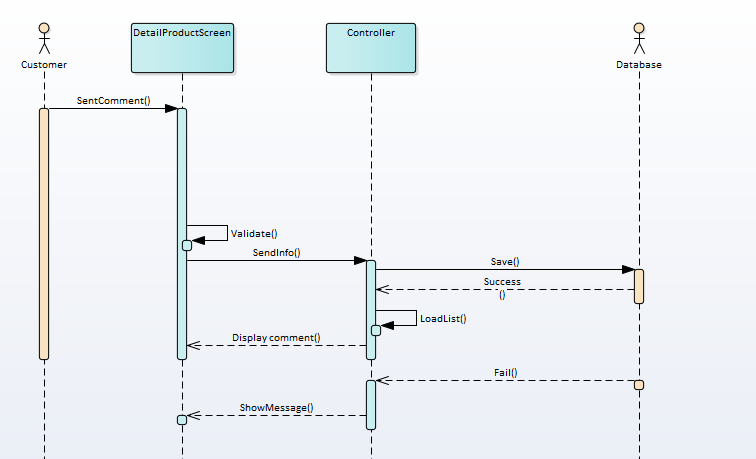 DetailProductScreen
Controller
Customer
Database
SentComment()
Validate()
SendInfo()
Save()
Success
()
LoadList()
Display comment()
Fail()
ShowMessage()